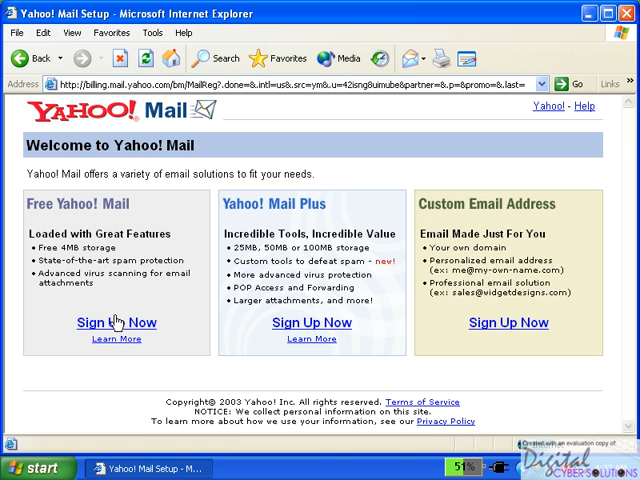 Yahoo! Mail Setup - Microsoft Internet Explorer
File Edit View Favorites Tools Help
Back Search Favorites Media
Address http://billing.mail.yahoo.com/bm/MailReg?.done=&.intl=us&.src=ym&.u=42isng8uimube&partner=&.p=&promo=&.last= Go Links »
YAHOO! Mail Yahoo! - Help
Welcome to Yahoo! Mail
Yahoo! Mail offers a variety of email solutions to fit your needs.
Free Yahoo! Mail
Loaded with Great Features
• Free 4MB storage
• State-of-the-art spam protection
• Advanced virus scanning for email
attachments
Sign Up Now
Learn More
Yahoo! Mail Plus
Incredible Tools, Incredible Value
• 25MB, 50MB or 100MB storage
• Custom tools to defeat spam - new!
• More advanced virus protection
• POP Access and Forwarding
• Larger attachments, and more!
Sign Up Now
Learn More
Custom Email Address
Email Made Just For You
• Your own domain
• Personalized email address
(ex: me@my-own-name.com)
• Professional email solution
(ex: sales@widgetdesigns.com)
Sign Up Now
Copyright© 2003 Yahoo! Inc. All rights reserved. Terms of Service
NOTICE: We collect personal information on this site.
To learn more about how we use your information, see our Privacy Policy
start Yahoo! Mail Setup - M... 51%
Created with an evaluation copy of
Digital
CYBER SOLUTIONS